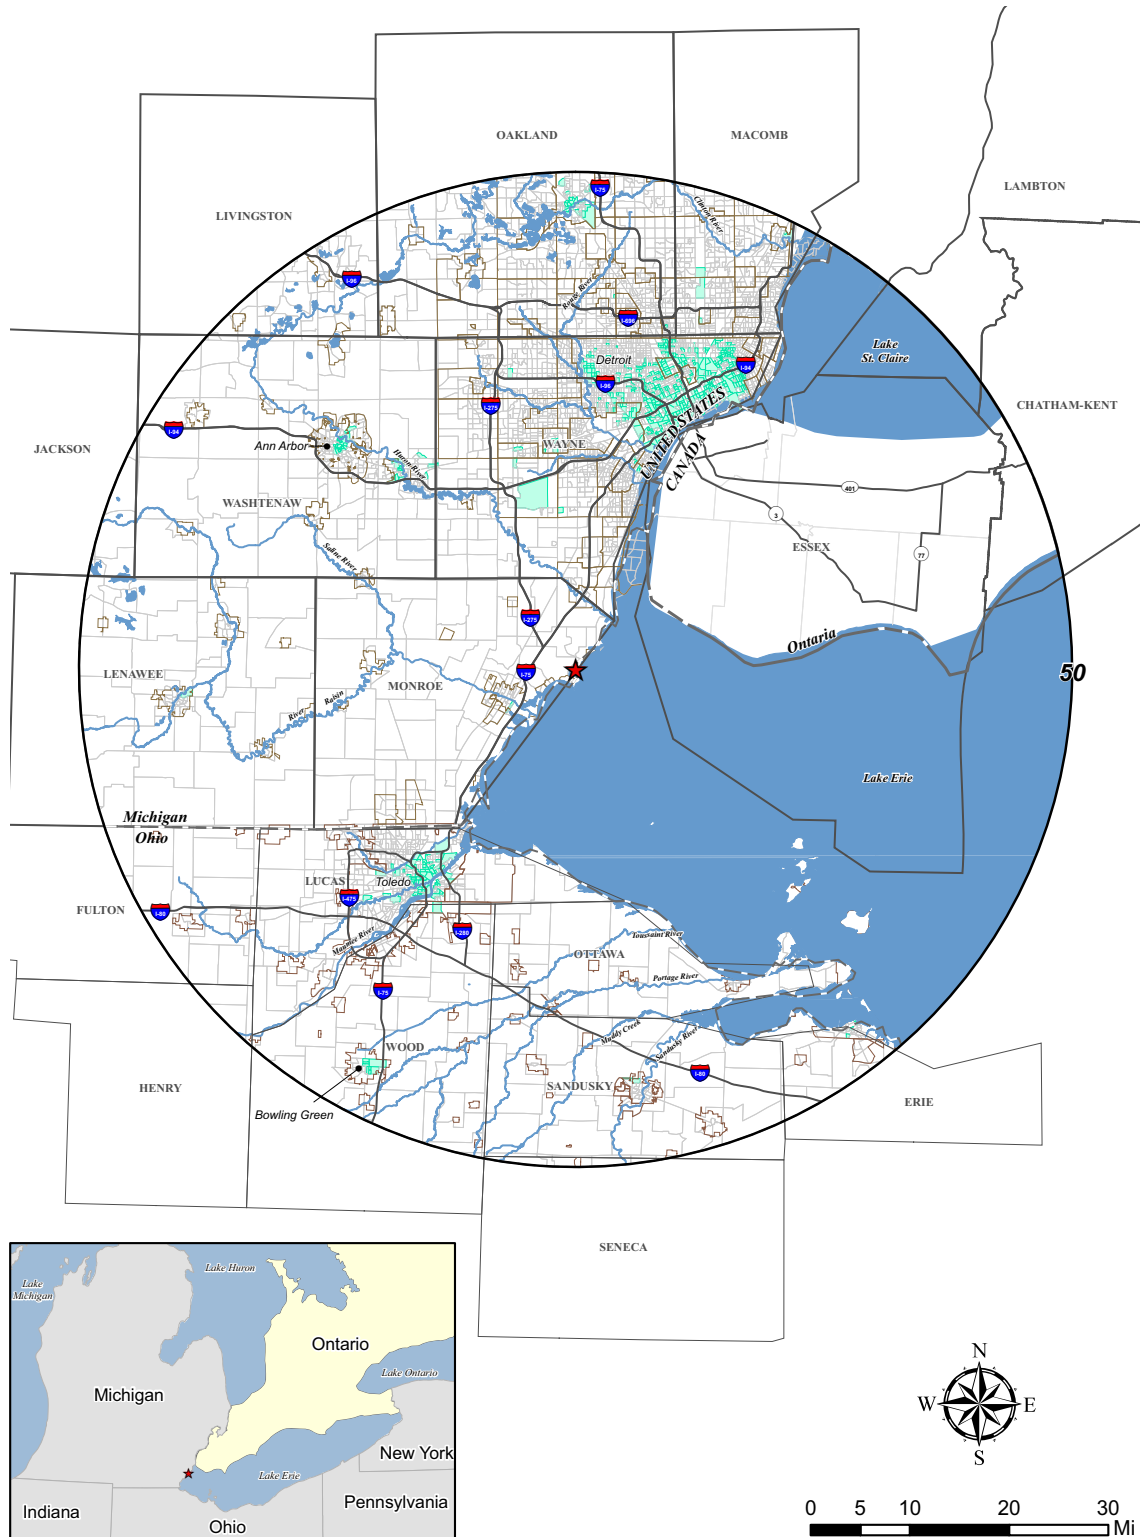 OAKLAND
MACOMB
LAMBTON
LIVINGSTON
I-75
Clinton River
I-96
Rouge River
I-696
Lake
St. Claire
Detroit
I-94
I-96
I-275
UNITED STATES
CANADA
CHATHAM-KENT
I-94
JACKSON
Ann Arbor
WAYNE
Huron River
401
WASHTENAW
3
ESSEX
77
Saline River
I-275
Ontaria
LENAWEE
MONROE
I-75
50
River
Raisin
Lake Erie
Michigan
Ohio
LUCAS
Toledo
I-475
FULTON
I-80
I-280
Maumee River
Toussaint River
OTTAWA
Portage River
I-75
Muddy Creek
Sandusky River
WOOD
I-80
HENRY
SANDUSKY
ERIE
Bowling Green
SENECA
Lake
Michigan
Lake Huron
Ontario
Lake Ontario
Michigan
New York
Lake Erie
Pennsylvania
Indiana
Ohio
N
W
E
S
0 5 10 20 30
Mi